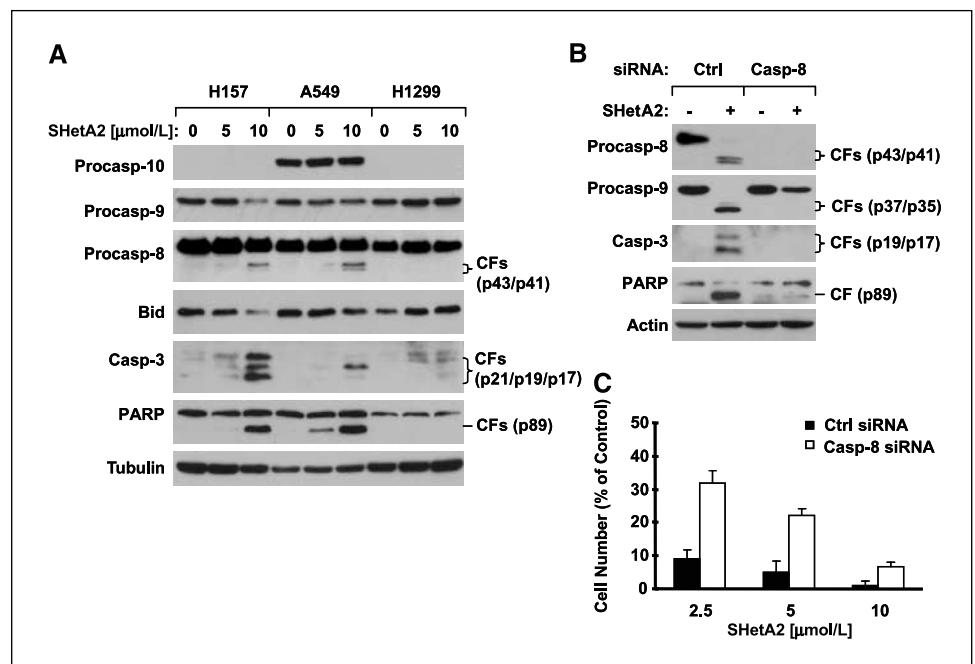 A
H157 A549 H1299
SHetA2 [μmol/L]: 0 5 10 0 5 10 0 5 10
Procasp-10
Procasp-9
Procasp-8
CFs
(p43/p41)
Bid
Casp-3
CFs
(p21/p19/p17)
PARP
CFs (p89)
Tubulin
B
siRNA: Ctrl Casp-8
SHetA2: - + - +
Procasp-8
CFs (p43/p41)
Procasp-9
CFs (p37/p35)
Casp-3
CFs (p19/p17)
PARP
CF (p89)
Actin
C
Ctrl siRNA
Casp-8 siRNA
Cell Number (% of Control)
50
40
30
20
10
0
2.5 5 10
SHetA2 [μmol/L]